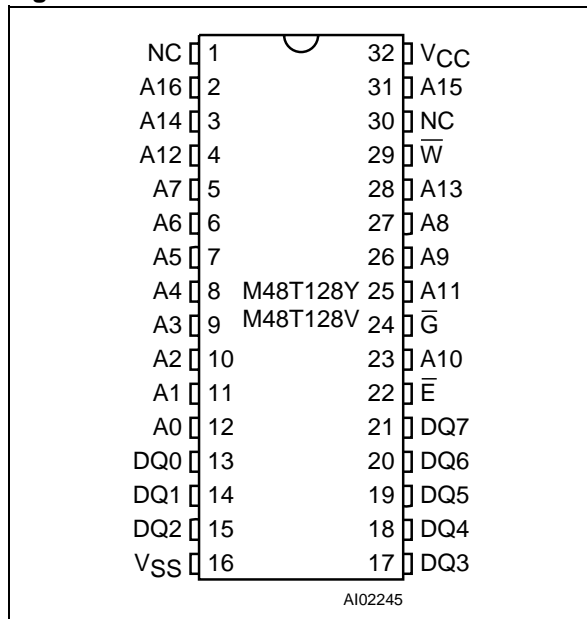 NC 1 32 VCC
A16 2 31 A15
A14 3 30 NC
A12 4 29 W̅
A7 5 28 A13
A6 6 27 A8
A5 7 26 A9
A4 8 M48T128Y 25 A11
A3 9 M48T128V 24 G̅
A2 10 23 A10
A1 11 22 E̅
A0 12 21 DQ7
DQ0 13 20 DQ6
DQ1 14 19 DQ5
DQ2 15 18 DQ4
VSS 16 17 DQ3
AI02245